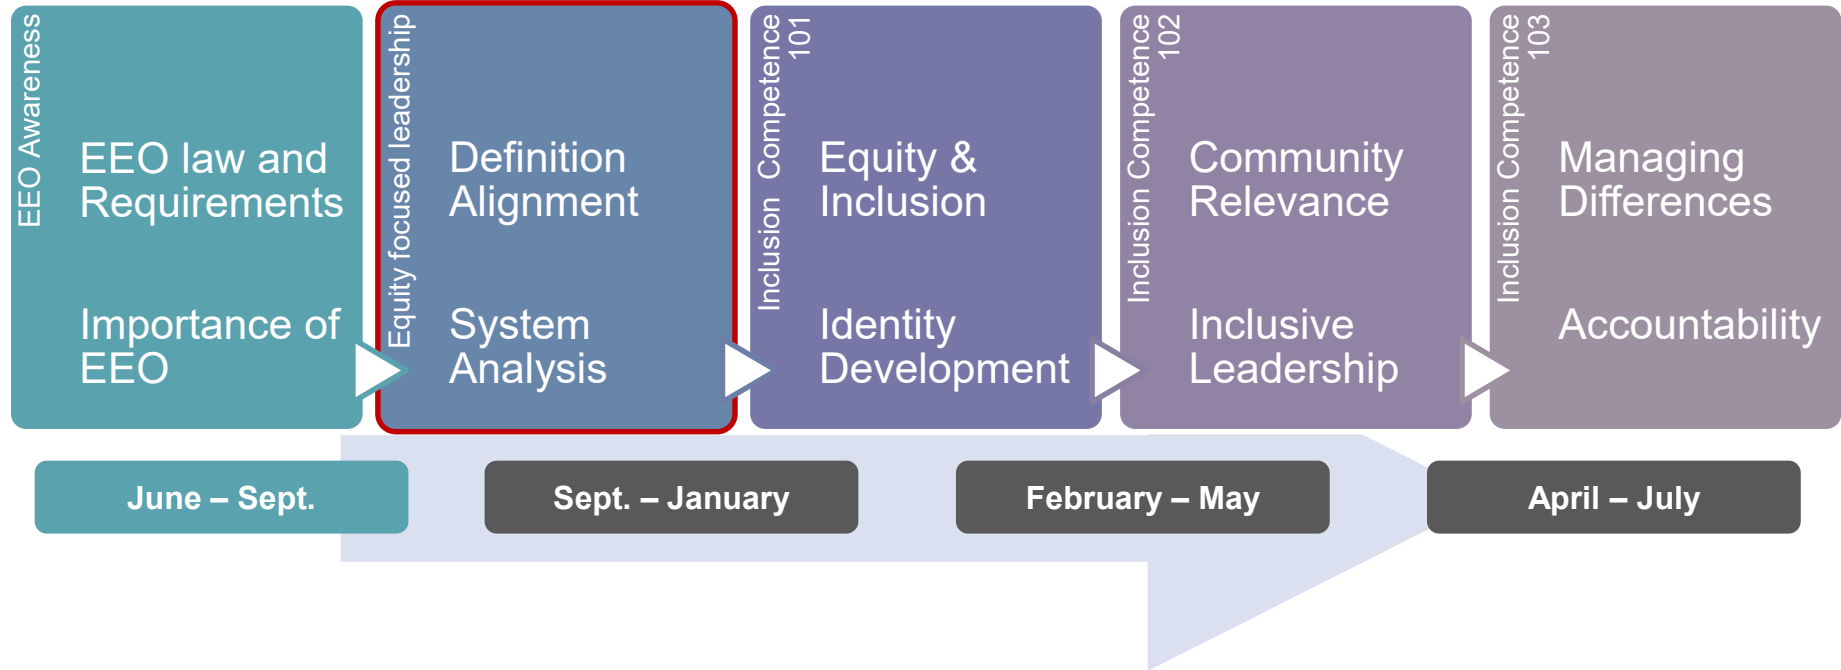 EEO Awareness
EEO law and
Requirements
Importance of
EEO
Equity focused leadership
Definition
Alignment
System
Analysis
Inclusion Competence
101
Equity &
Inclusion
Identity
Development
Inclusion Competence
102
Community
Relevance
Inclusive
Leadership
Inclusion Competence
103
Managing
Differences
Accountability
June – Sept.
Sept. – January
February – May
April – July